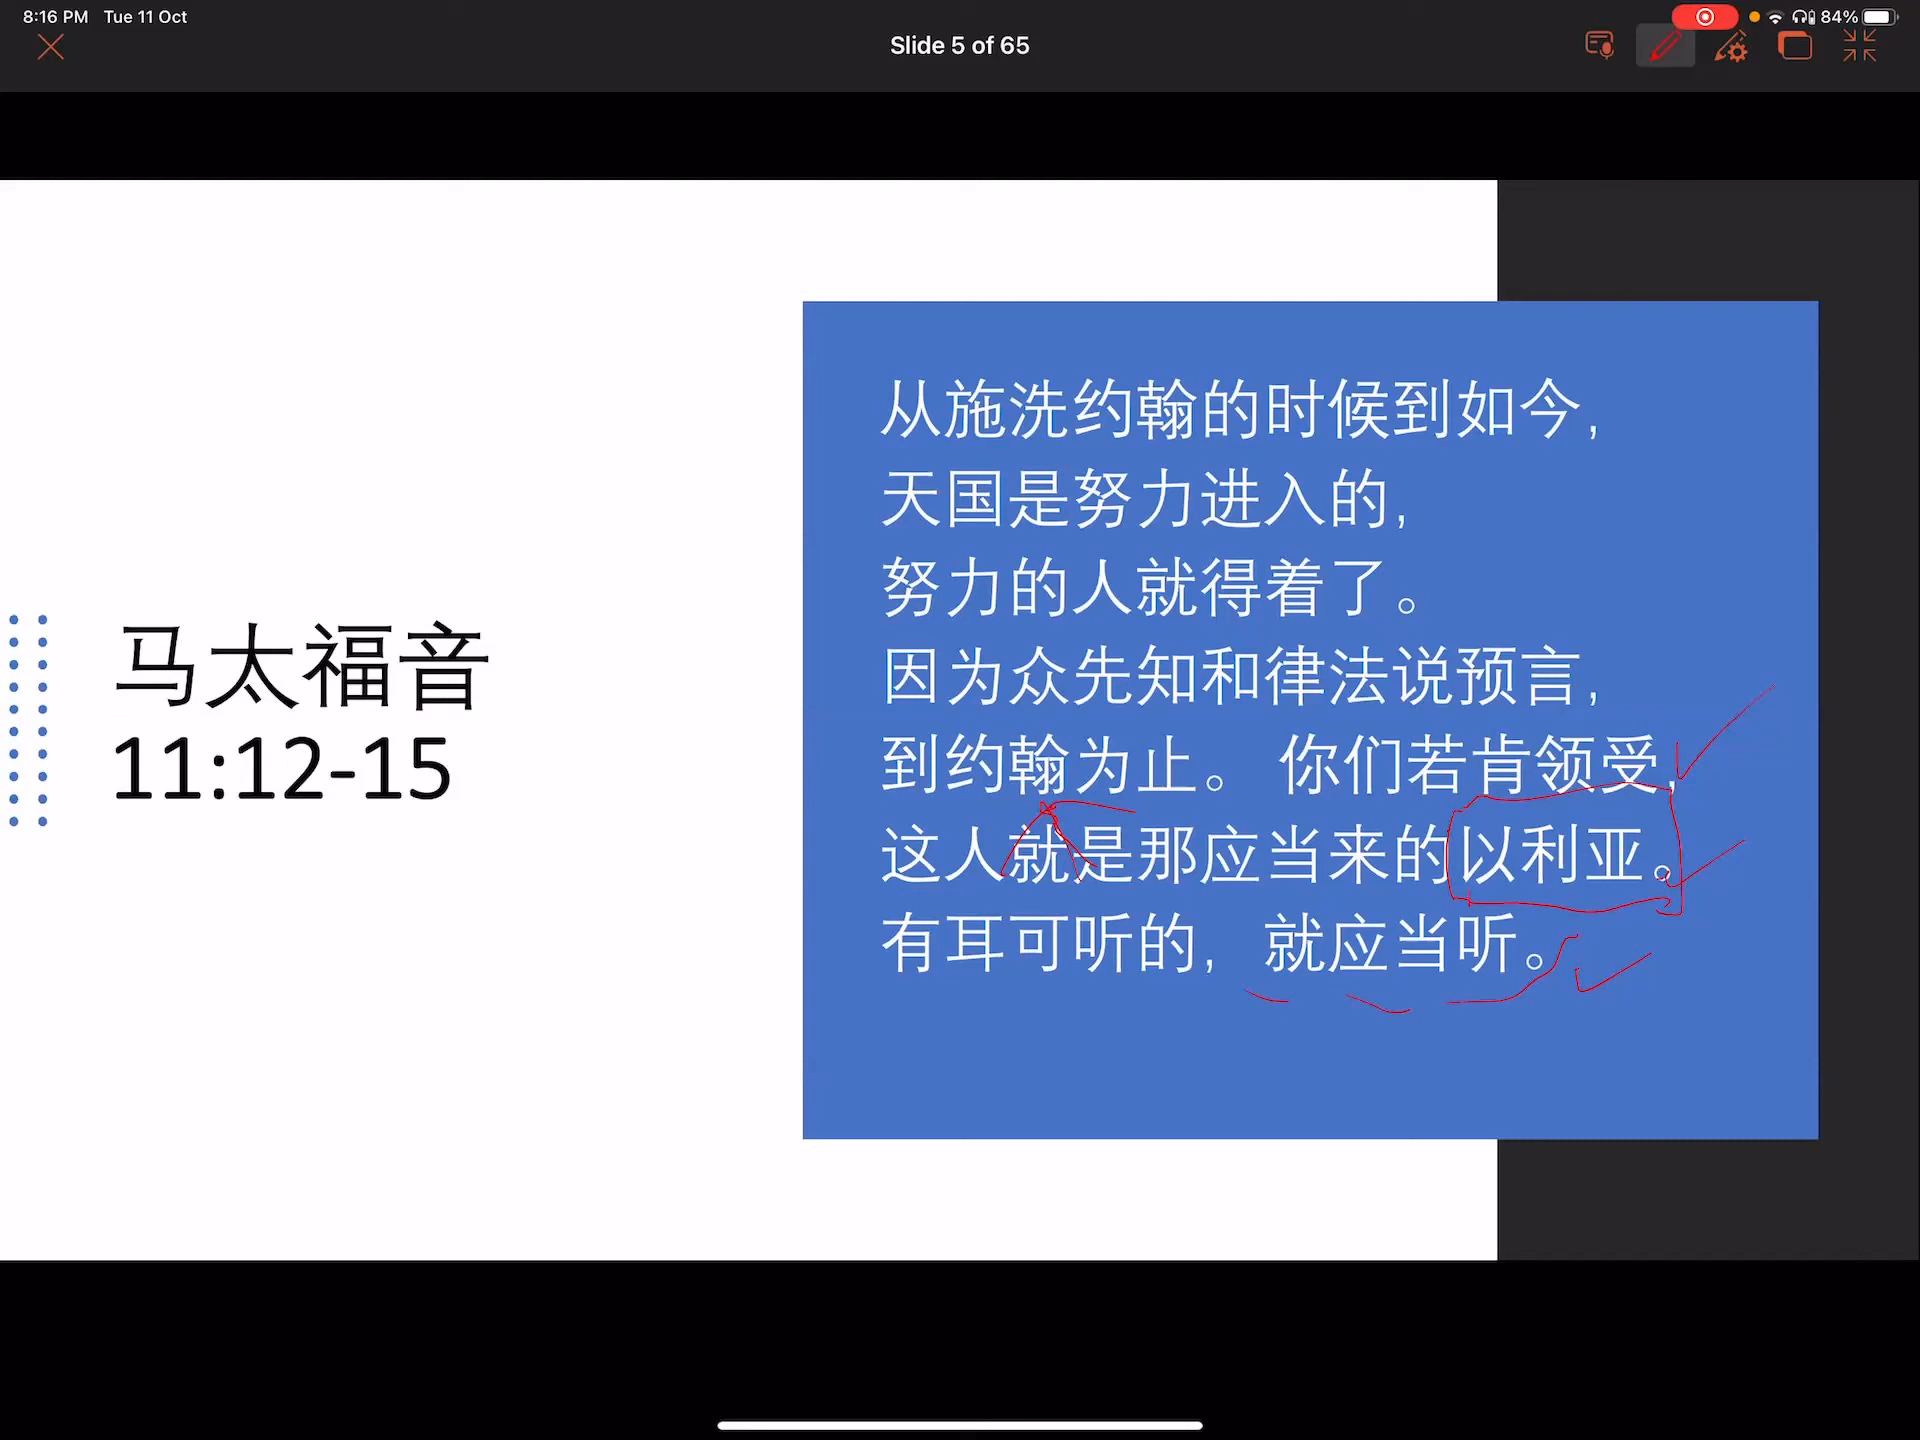 8:16 PM Tue 11 Oct
84%
Slide 5 of 65
马太福音
11:12-15
从施洗约翰的时候到如今,
天国是努力进入的,
努力的人就得着了。
因为众先知和律法说预言,
到约翰为止。 你们若肯领受,
这人就是那应当来的以利亚。
有耳可听的, 就应当听。